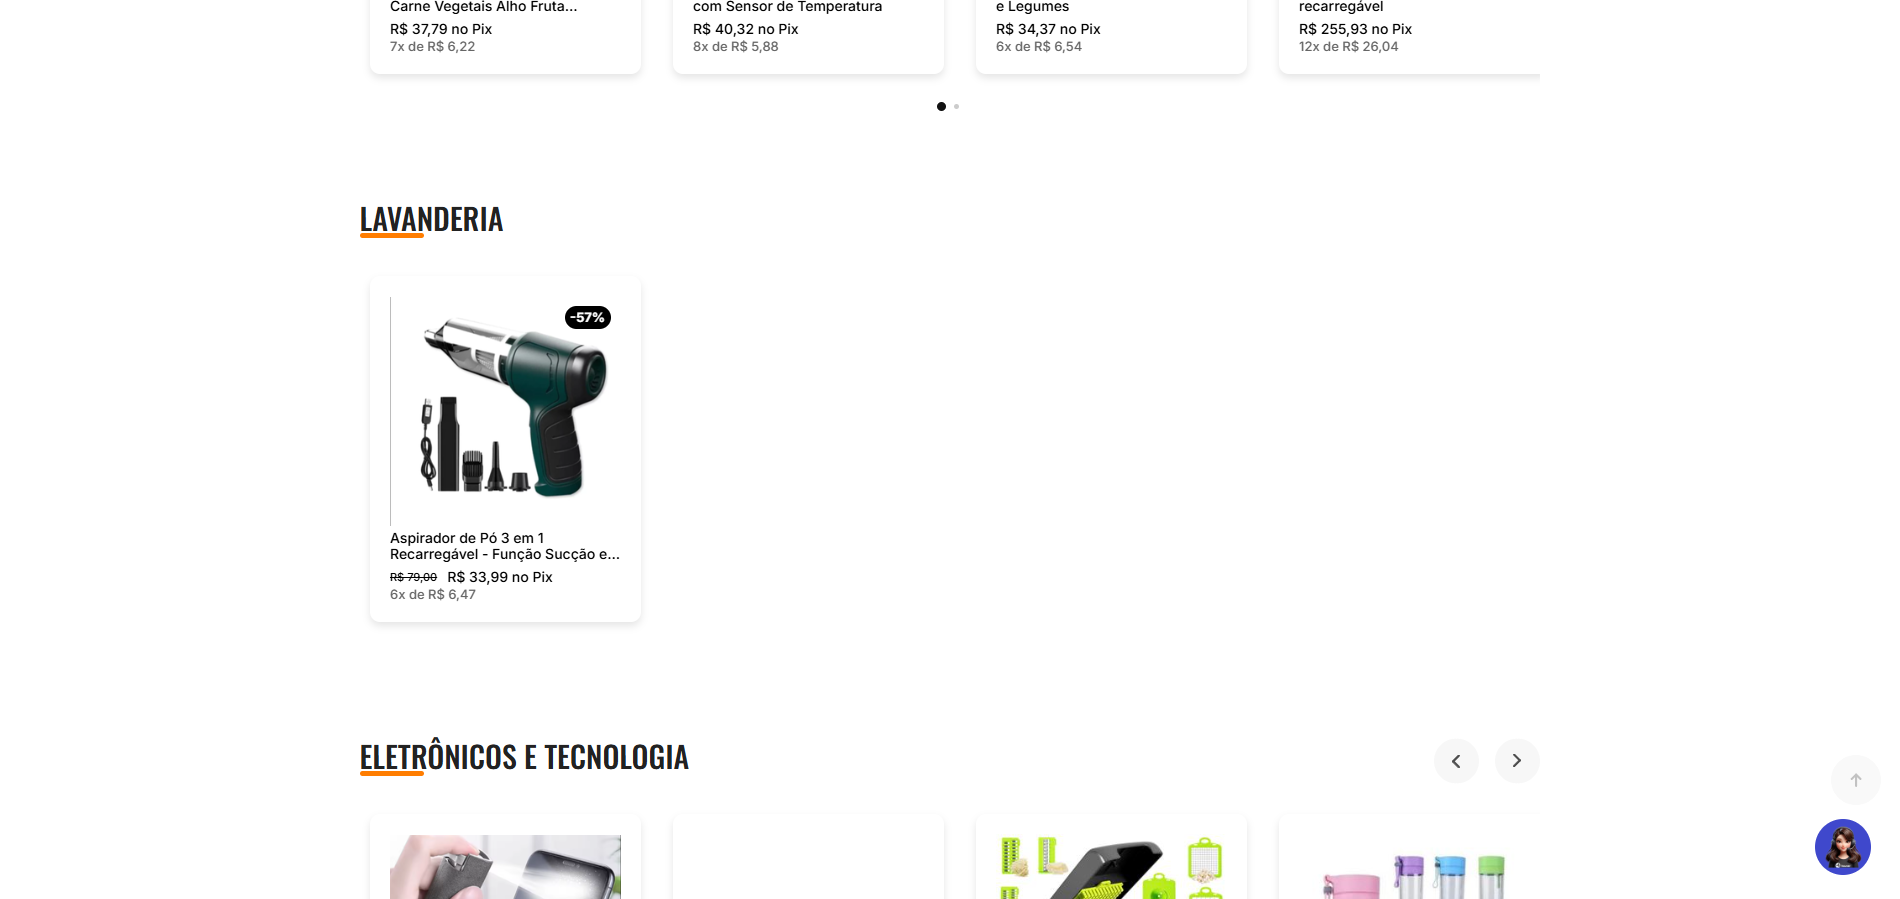 Carne Vegetais Alho Fruta...
R$ 37,79 no Pix
7x de R$ 6,22
com Sensor de Temperatura
R$ 40,32 no Pix
8x de R$ 5,88
e Legumes
R$ 34,37 no Pix
6x de R$ 6,54
recarregável
R$ 255,93 no Pix
12x de R$ 26,04
LAVANDERIA
-57%
Aspirador de Pó 3 em 1
Recarregável - Função Sucção e...
R$ 79,00 R$ 33,99 no Pix
6x de R$ 6,47
ELETRÔNICOS E TECNOLOGIA